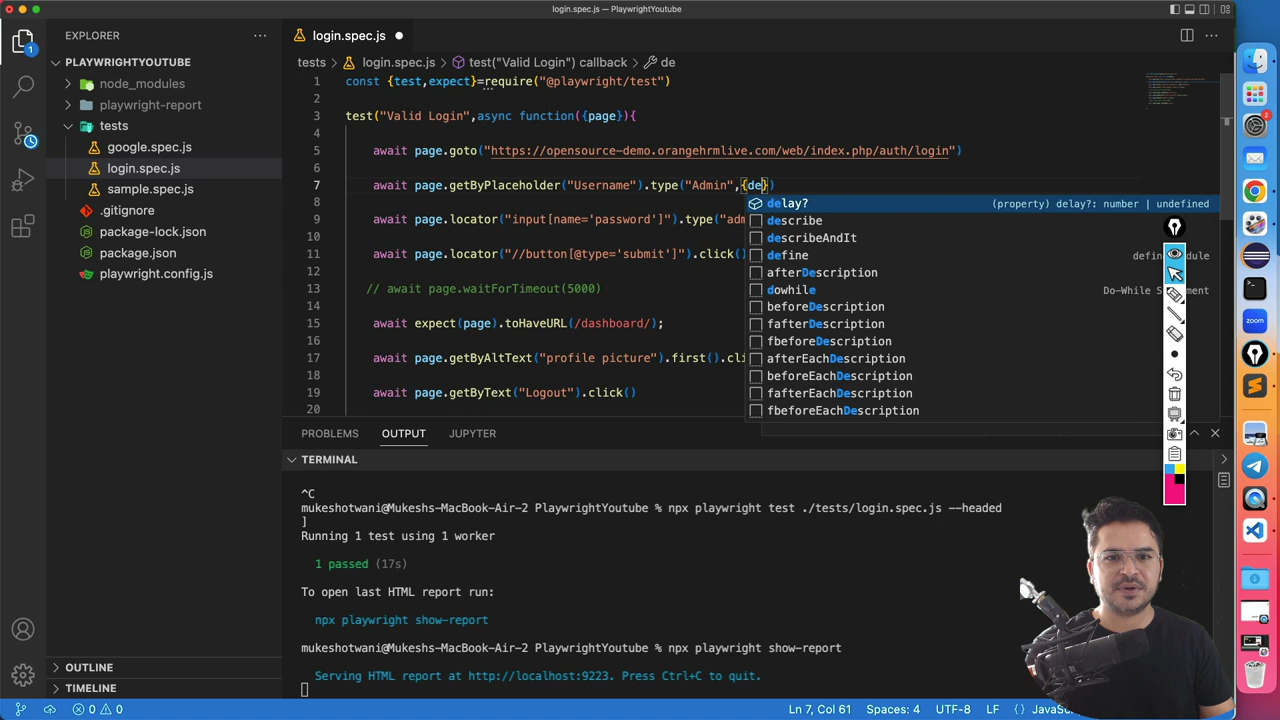 login.spec.js — PlaywrightYoutube
EXPLORER
login.spec.js
PLAYWRIGHTYOUTUBE
tests
login.spec.js
test("Valid Login") callback
de
node_modules
playwright-report
tests
google.spec.js
login.spec.js
sample.spec.js
.gitignore
package-lock.json
package.json
playwright.config.js
1 const {test,expect}=require("@playwright/test")
2
3 test("Valid Login",async function({page}){
4
5 await page.goto("https://opensource-demo.orangehrmlive.com/web/index.php/auth/login")
6
7 await page.getByPlaceholder("Username").type("Admin",{de})
8
9 await page.locator("input[name='password']").type("adm
10
11 await page.locator("//button[@type='submit']").click()
12
13 // await page.waitForTimeout(5000)
14
15 await expect(page).toHaveURL(/dashboard/);
16
17 await page.getByAltText("profile picture").first().cli
18
19 await page.getByText("Logout").click()
20
delay? (property) delay?: number | undefined
describe
describeAndIt
define
afterDescription
dowhile
beforeDescription
fafterDescription
fbeforeDescription
afterEachDescription
beforeEachDescription
fafterEachDescription
fbeforeEachDescription
PROBLEMS OUTPUT JUPYTER
TERMINAL
^C
mukeshotwani@Mukeshs-MacBook-Air-2 PlaywrightYoutube % npx playwright test ./tests/login.spec.js --headed
]
Running 1 test using 1 worker
1 passed (17s)
To open last HTML report run:
npx playwright show-report
mukeshotwani@Mukeshs-MacBook-Air-2 PlaywrightYoutube % npx playwright show-report
Serving HTML report at http://localhost:9223. Press Ctrl+C to quit.
OUTLINE
TIMELINE
0 0
Ln 7, Col 61 Spaces: 4 UTF-8 LF {} JavaS
1
2
zoom